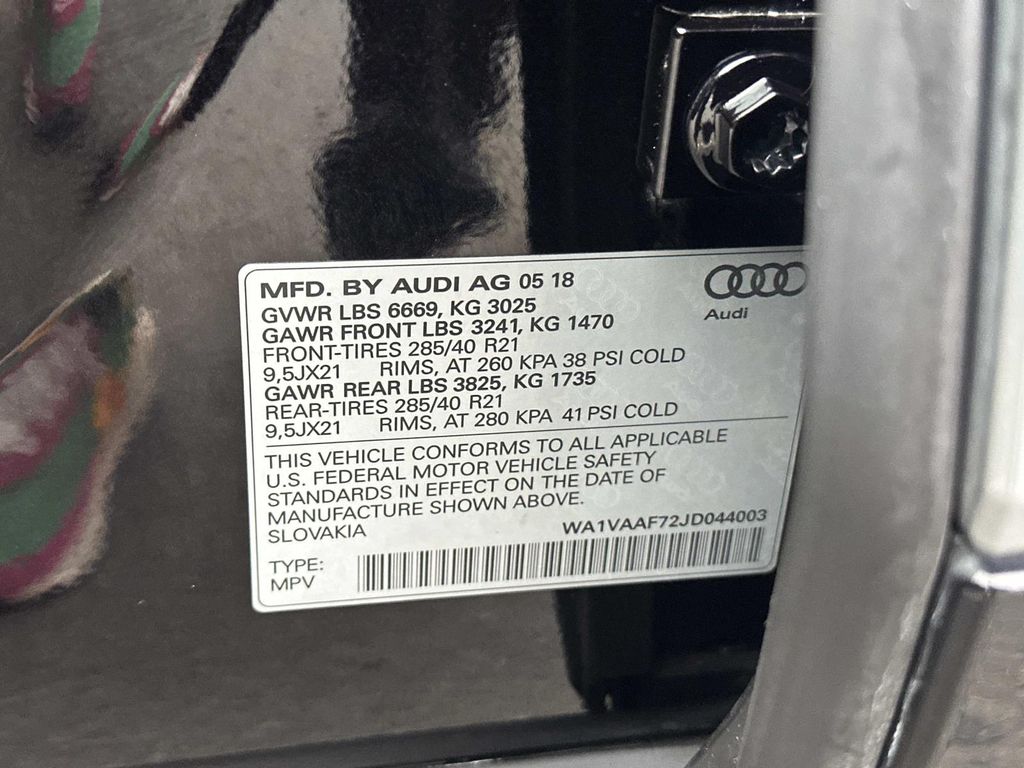 MFD. BY AUDI AG 05 18
Audi
GVWR LBS 6669, KG 3025
GAWR FRONT LBS 3241, KG 1470
FRONT-TIRES 285/40 R21
9,5JX21 RIMS, AT 260 KPA 38 PSI COLD
GAWR REAR LBS 3825, KG 1735
REAR-TIRES 285/40 R21
9,5JX21 RIMS, AT 280 KPA 41 PSI COLD
THIS VEHICLE CONFORMS TO ALL APPLICABLE
U.S. FEDERAL MOTOR VEHICLE SAFETY
STANDARDS IN EFFECT ON THE DATE OF
MANUFACTURE SHOWN ABOVE.
SLOVAKIA
WA1VAAF72JD044003
TYPE:
MPV